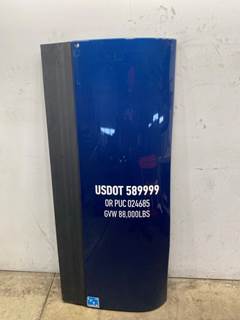 USDOT 589999
OR PUC 024685
GVW 88,000LBS